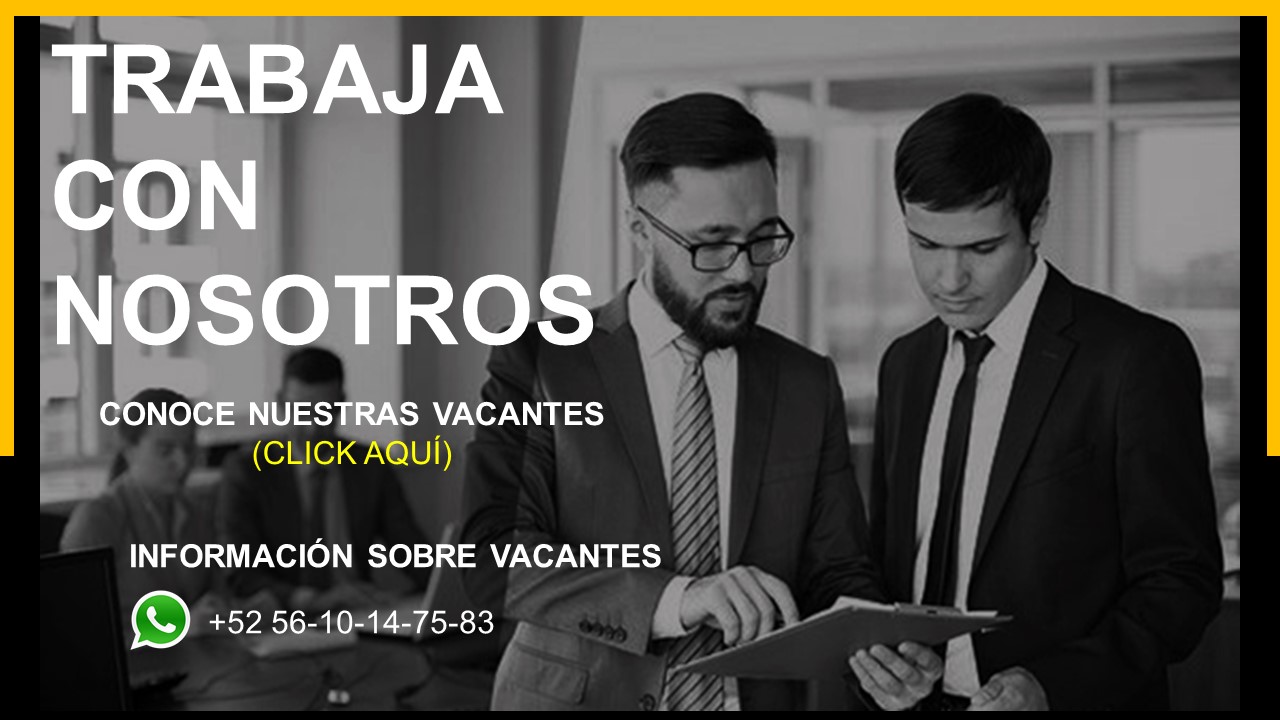 TRABAJA
CON
NOSOTROS
CONOCE NUESTRAS VACANTES
(CLICK AQUÍ)
INFORMACIÓN SOBRE VACANTES
+52 56-10-14-75-83